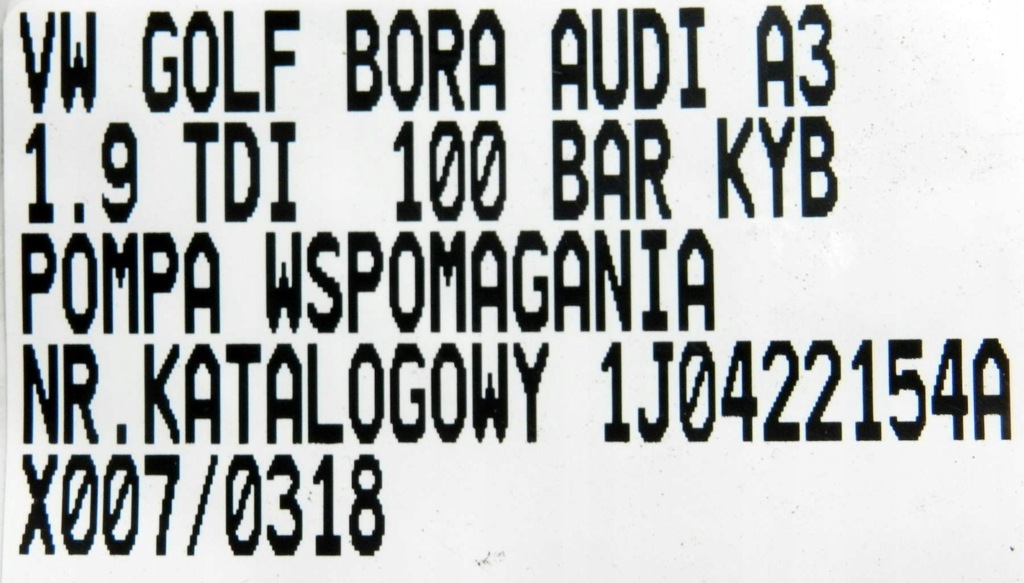 VW GOLF BORA AUDI A3
1.9 TDI 100 BAR KYB
POMPA WSPOMAGANIA
NR.KATALOGOWY 1J0422154A
X007/0318